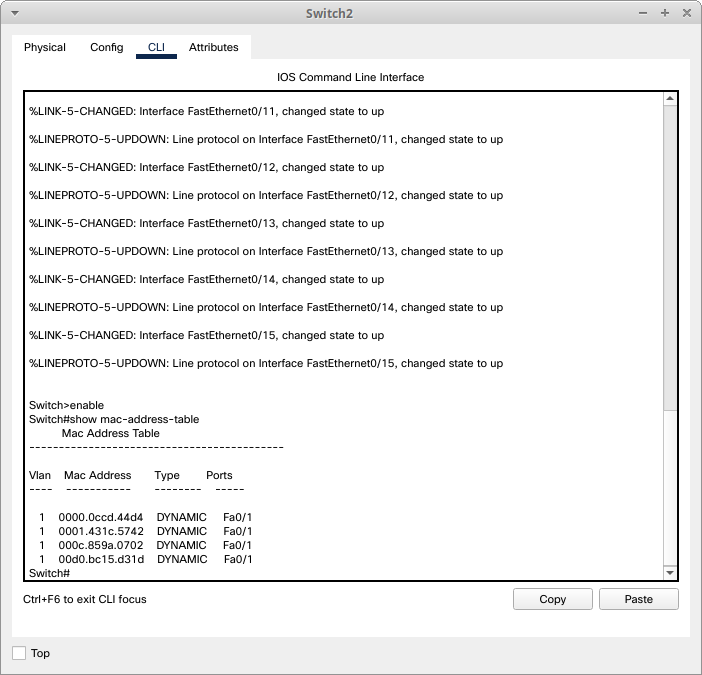 Switch2
Physical Config CLI Attributes
IOS Command Line Interface
%LINK-5-CHANGED: Interface FastEthernet0/11, changed state to up
%LINEPROTO-5-UPDOWN: Line protocol on Interface FastEthernet0/11, changed state to up
%LINK-5-CHANGED: Interface FastEthernet0/12, changed state to up
%LINEPROTO-5-UPDOWN: Line protocol on Interface FastEthernet0/12, changed state to up
%LINK-5-CHANGED: Interface FastEthernet0/13, changed state to up
%LINEPROTO-5-UPDOWN: Line protocol on Interface FastEthernet0/13, changed state to up
%LINK-5-CHANGED: Interface FastEthernet0/14, changed state to up
%LINEPROTO-5-UPDOWN: Line protocol on Interface FastEthernet0/14, changed state to up
%LINK-5-CHANGED: Interface FastEthernet0/15, changed state to up
%LINEPROTO-5-UPDOWN: Line protocol on Interface FastEthernet0/15, changed state to up
Switch>enable
Switch#show mac-address-table
Mac Address Table
-------------------------------------------
Vlan Mac Address Type Ports
---- ----------- -------- -----
1 0000.0ccd.44d4 DYNAMIC Fa0/1
1 0001.431c.5742 DYNAMIC Fa0/1
1 000c.859a.0702 DYNAMIC Fa0/1
1 00d0.bc15.d31d DYNAMIC Fa0/1
Switch#
Ctrl+F6 to exit CLI focus
Copy Paste
Top